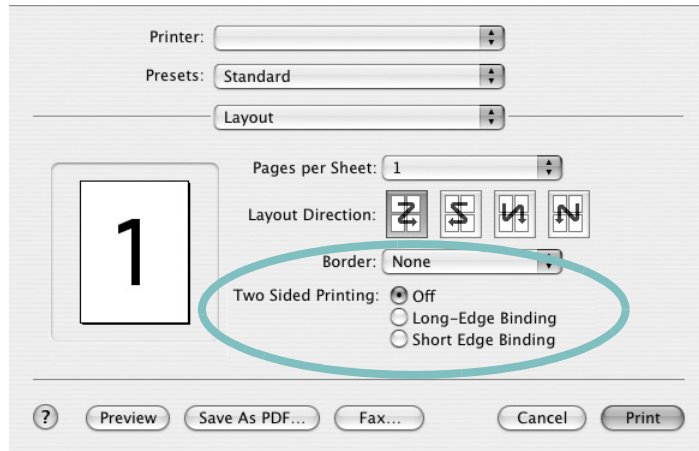 Printer:
Presets: Standard
Layout
Pages per Sheet: 1
Layout Direction:
1
Border: None
Two Sided Printing: Off
Long-Edge Binding
Short Edge Binding
? Preview Save As PDF... Fax... Cancel Print